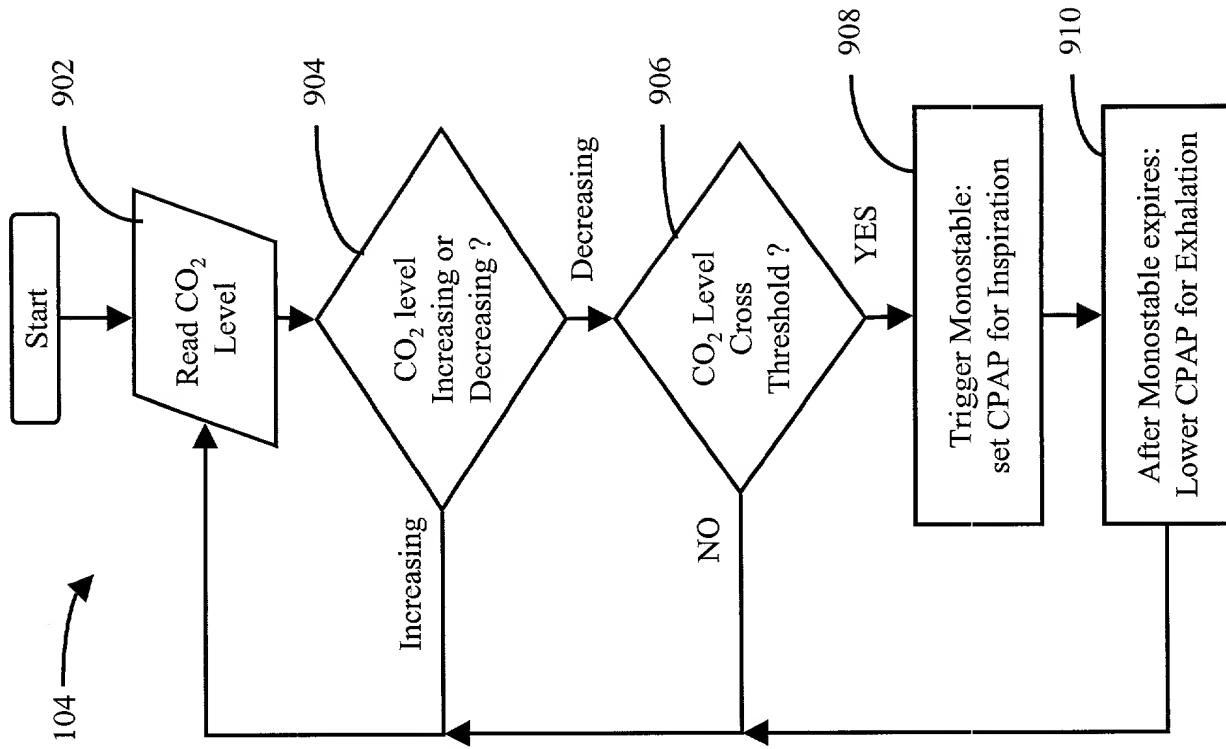 104
Start
902
Read CO₂
Level
904
CO₂ level
Increasing or
Decreasing ?
Increasing
Decreasing
906
CO₂ Level
Cross
Threshold ?
NO
YES
908
Trigger Monostable:
set CPAP for Inspiration
910
After Monostable expires:
Lower CPAP for Exhalation